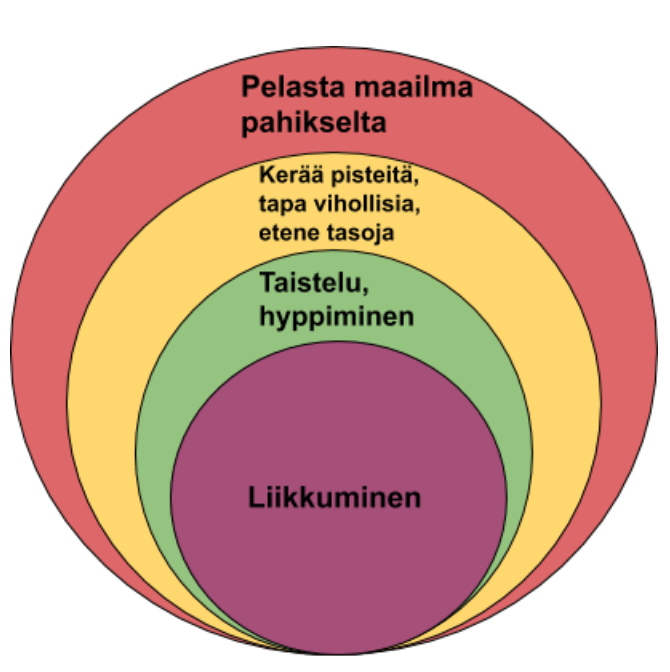 Pelasta maailma
pahikselta
Kerää pisteitä,
tapa vihollisia,
etene tasoja
Taistelu,
hyppiminen
Liikkuminen